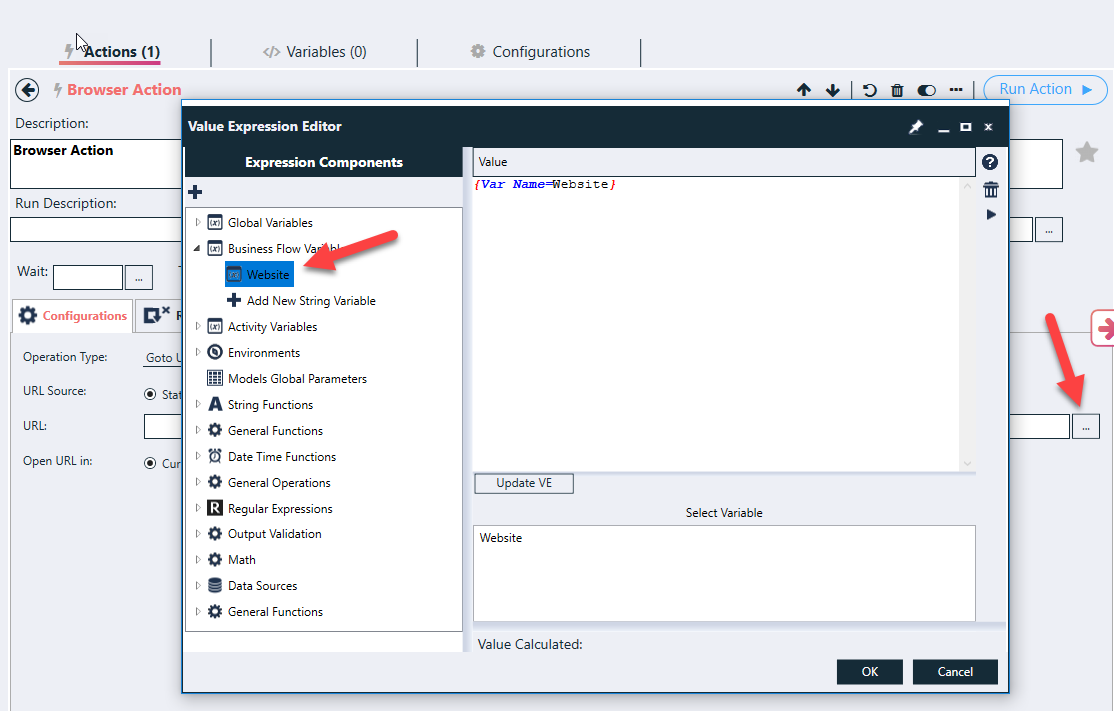 Actions (1)
Variables (0)
Configurations
Browser Action
Run Action
Description:
Browser Action
Run Description:
...
Wait:
...
Configurations
Operation Type:
Goto U
URL Source:
Stat
URL:
...
Open URL in:
Cur
Value Expression Editor
Expression Components
Global Variables
Business Flow Variabl
Website
Add New String Variable
Activity Variables
Environments
Models Global Parameters
String Functions
General Functions
Date Time Functions
General Operations
Regular Expressions
Output Validation
Math
Data Sources
General Functions
Value
{Var Name=Website}
Update VE
Select Variable
Website
Value Calculated:
OK
Cancel